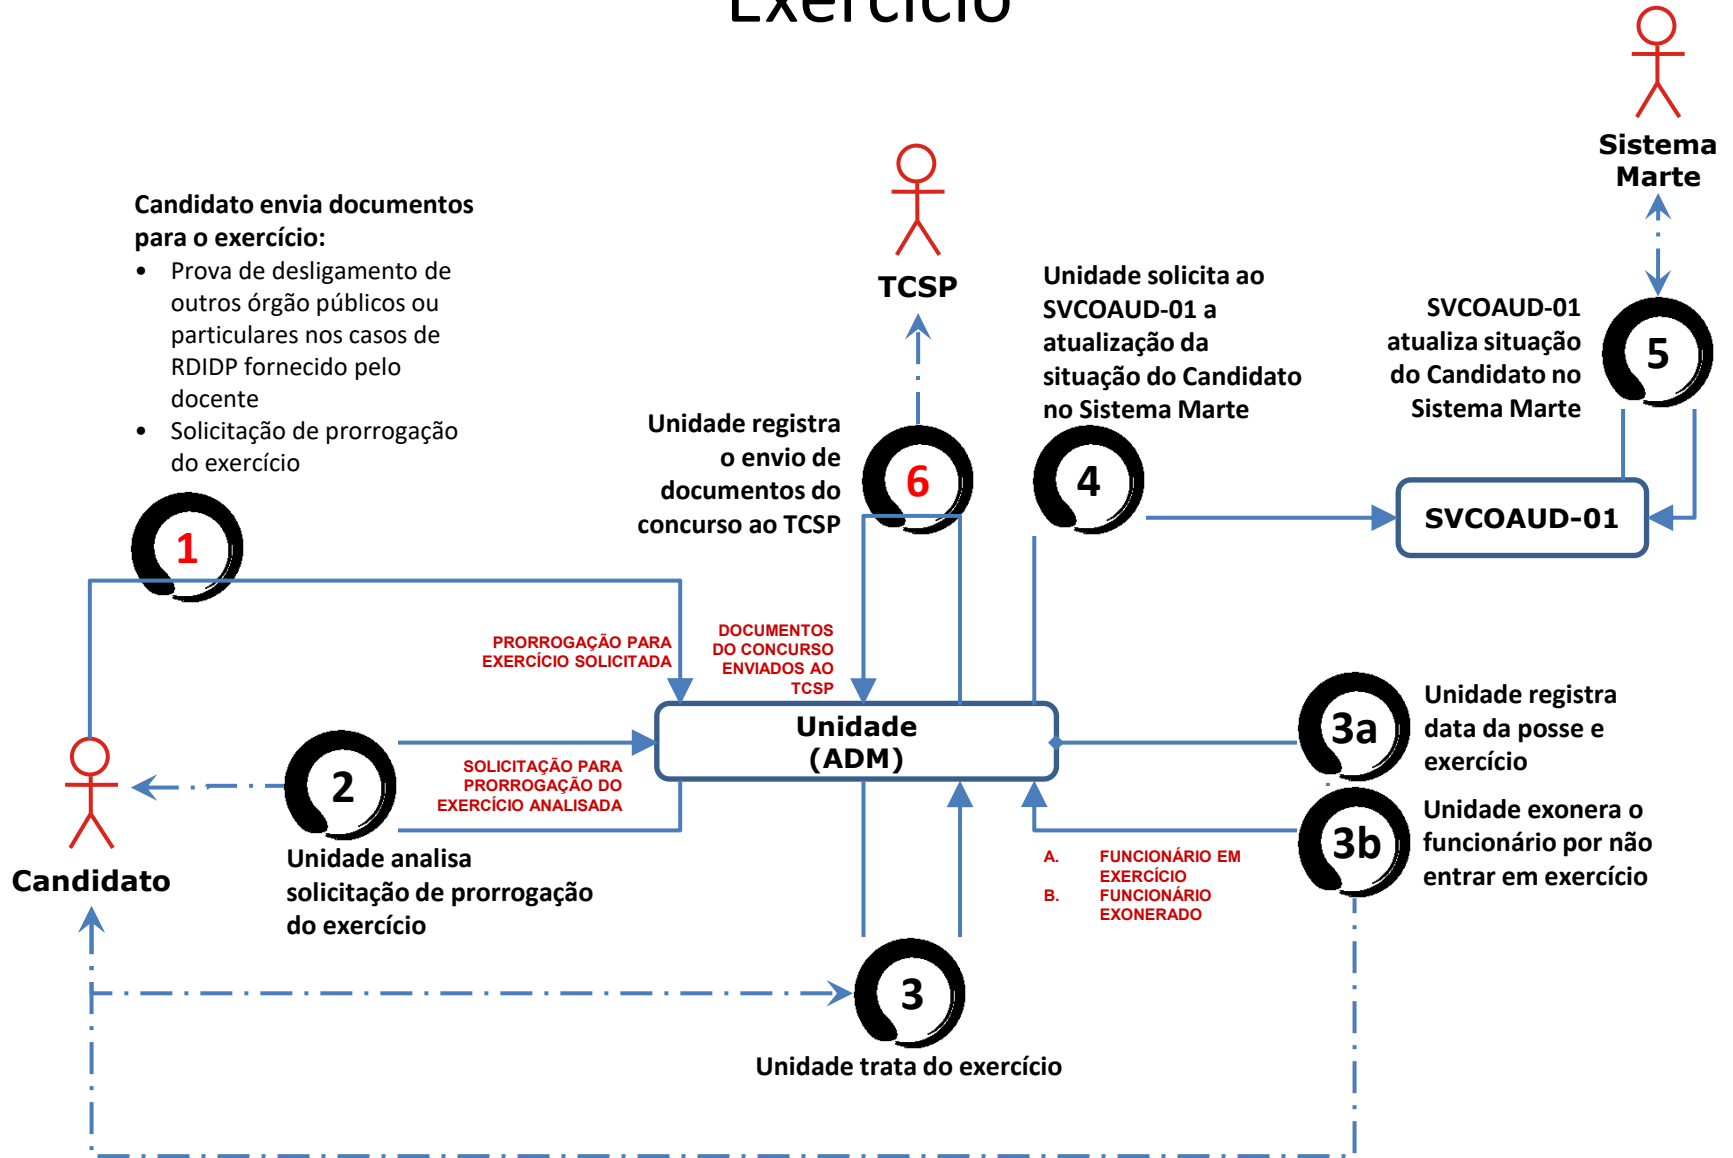 Exercício
Sistema
Marte
Candidato envia documentos
para o exercício:
• Prova de desligamento de
outros órgão públicos ou
particulares nos casos de
RDIDP fornecido pelo
docente
• Solicitação de prorrogação
do exercício
1
TCSP
Unidade registra
o envio de
documentos do
concurso ao TCSP
6
Unidade solicita ao
SVCOAUD-01 a
atualização da
situação do Candidato
no Sistema Marte
4
SVCOAUD-01
atualiza situação
do Candidato no
Sistema Marte
5
SVCOAUD-01
PRORROGAÇÃO PARA
EXERCÍCIO SOLICITADA
DOCUMENTOS
DO CONCURSO
ENVIADOS AO
TCSP
Unidade
(ADM)
3a
Unidade registra
data da posse e
exercício
2
SOLICITAÇÃO PARA
PRORROGAÇÃO DO
EXERCÍCIO ANALISADA
3b
Unidade exonera o
funcionário por não
entrar em exercício
Candidato
Unidade analisa
solicitação de prorrogação
do exercício
A. FUNCIONÁRIO EM
EXERCÍCIO
B. FUNCIONÁRIO
EXONERADO
3
Unidade trata do exercício